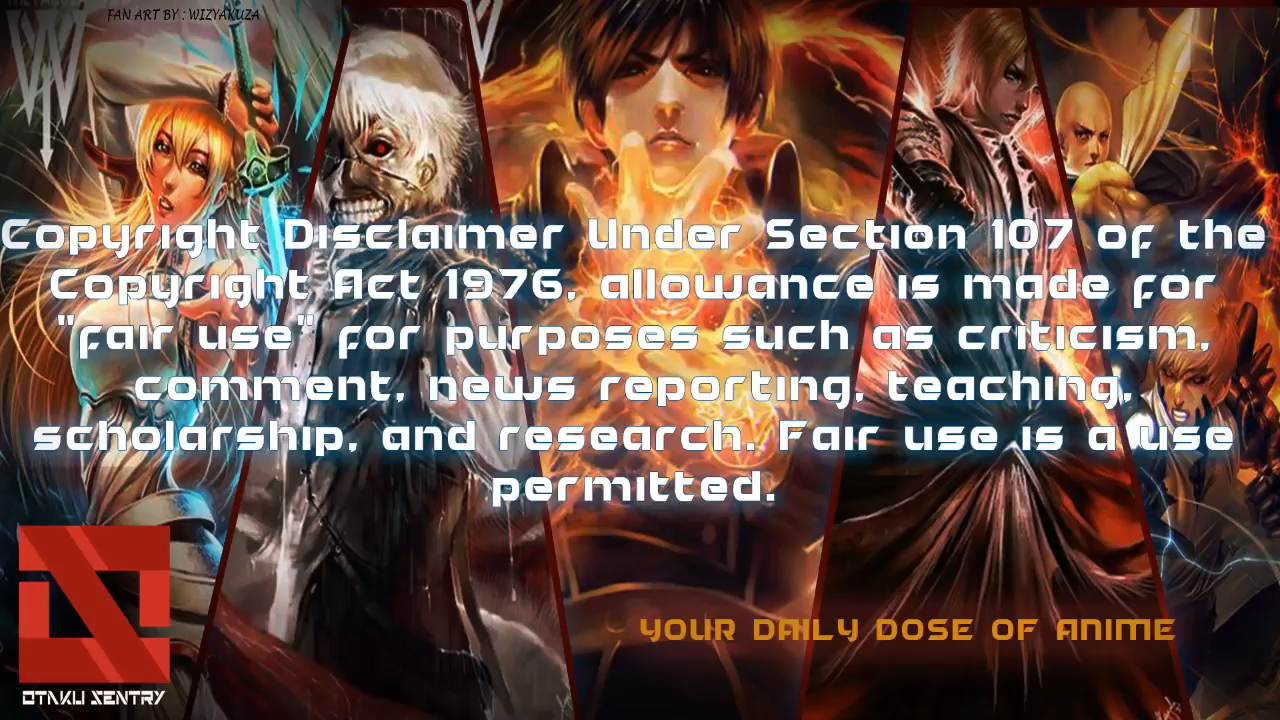 FAN ART BY : WIZYAKUZA
Copyright Disclaimer Under Section 107 of the
Copyright Act 1976, allowance is made for
"fair use" for purposes such as criticism,
comment, news reporting, teaching,
scholarship, and research. Fair use is a use
permitted.
YOUR DAILY DOSE OF ANIME
OTAKU SENTRY